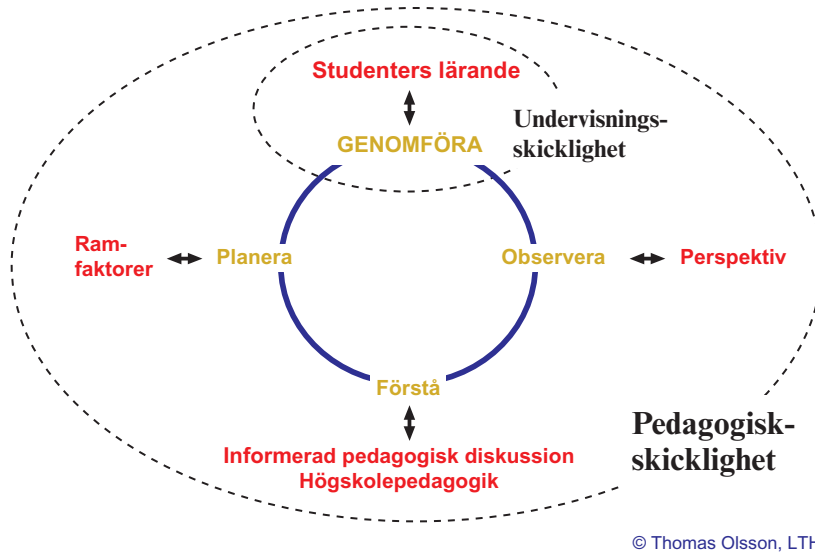 Studenters lärande
GENOMFÖRA
Undervisnings-
skicklighet
Ram-
faktorer
Planera
Observera
Perspektiv
Förstå
Informerad pedagogisk diskussion
Högskolepedagogik
Pedagogisk-
skicklighet
© Thomas Olsson, LTH